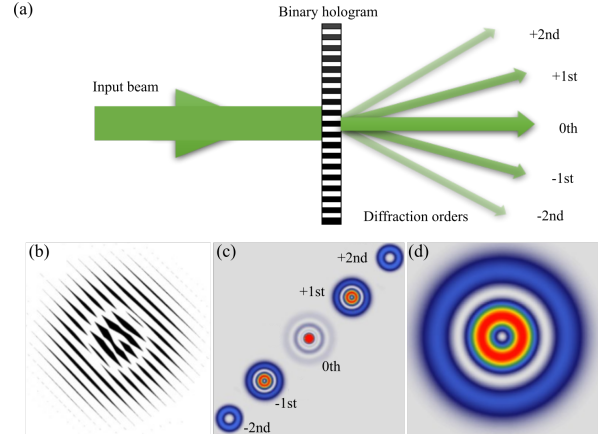 (a)
Binary hologram
+2nd
Input beam
+1st
0th
-1st
Diffraction orders
-2nd
(b)
(c)
+2nd
+1st
0th
-1st
-2nd
(d)